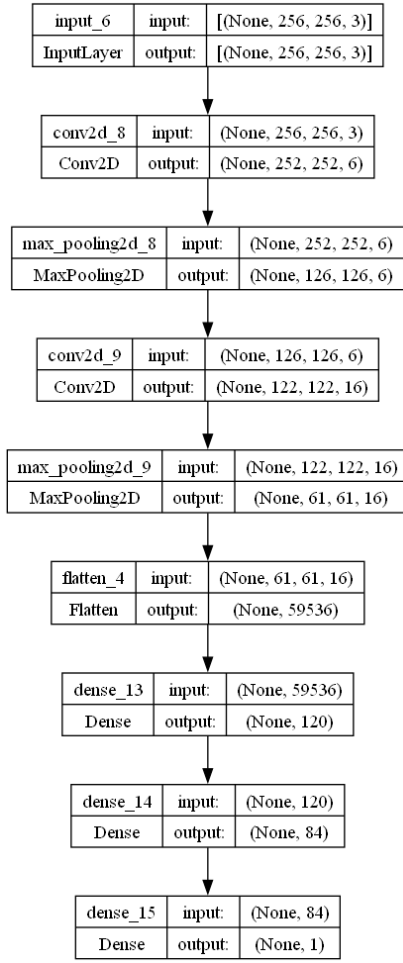 input_6 input: [(None, 256, 256, 3)]
InputLayer output: [(None, 256, 256, 3)]
conv2d_8 input: (None, 256, 256, 3)
Conv2D output: (None, 252, 252, 6)
max_pooling2d_8 input: (None, 252, 252, 6)
MaxPooling2D output: (None, 126, 126, 6)
conv2d_9 input: (None, 126, 126, 6)
Conv2D output: (None, 122, 122, 16)
max_pooling2d_9 input: (None, 122, 122, 16)
MaxPooling2D output: (None, 61, 61, 16)
flatten_4 input: (None, 61, 61, 16)
Flatten output: (None, 59536)
dense_13 input: (None, 59536)
Dense output: (None, 120)
dense_14 input: (None, 120)
Dense output: (None, 84)
dense_15 input: (None, 84)
Dense output: (None, 1)